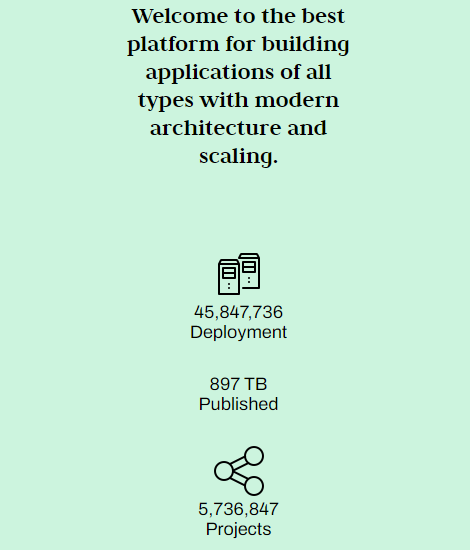 Welcome to the best
platform for building
applications of all
types with modern
architecture and
scaling.
45,847,736
Deployment
897 TB
Published
5,736,847
Projects